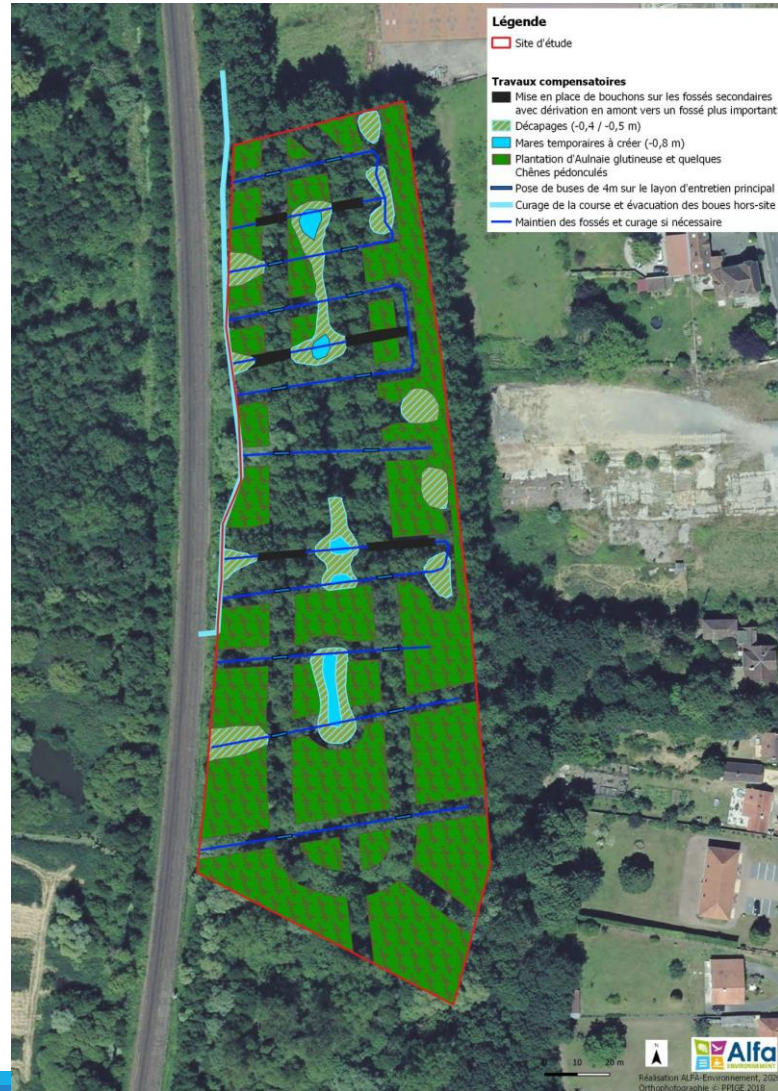 Légende
Site d'étude
Travaux compensatoires
Mise en place de bouchons sur les fossés secondaires
avec dérivation en amont vers un fossé plus important
Décapages (-0,4 / -0,5 m)
Mares temporaires à créer (-0,8 m)
Plantation d'Aulnaie glutineuse et quelques
Chênes pédonculés
Pose de buses de 4m sur le layon d'entretien principal
Curage de la course et évacuation des boues hors-site
Maintien des fossés et curage si nécessaire
N
0 10 20 m
Alfa
ENVIRONNEMENT
Réalisation ALFA-Environnement, 202
Orthophotographie © PPIGE 2018